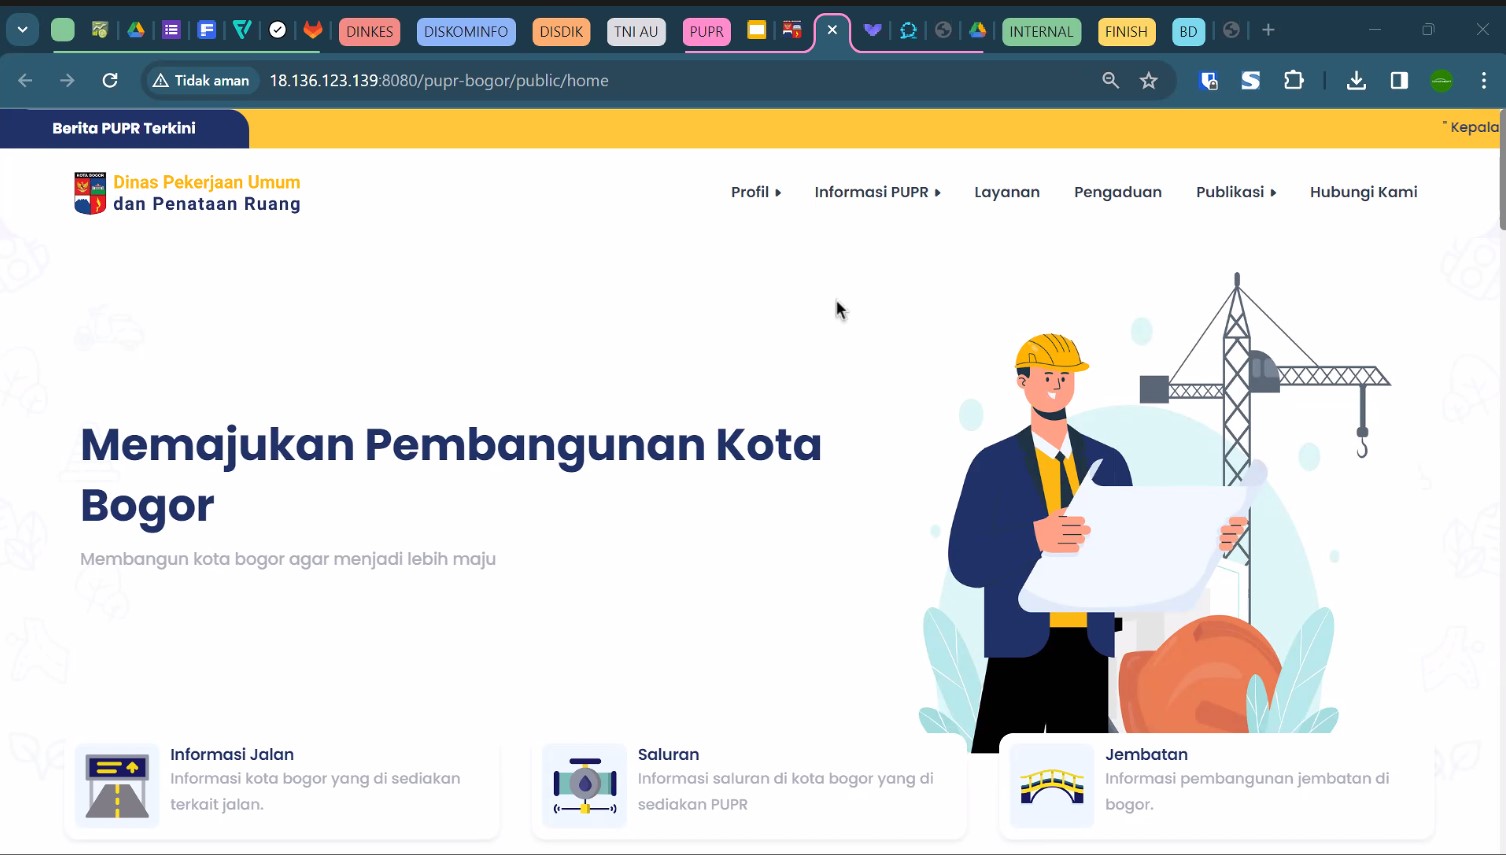 DINKES DISKOMINFO DISDIK TNI AU PUPR INTERNAL FINISH BD
Tidak aman 18.136.123.139:8080/pupr-bogor/public/home
Berita PUPR Terkini " Kepala
Dinas Pekerjaan Umum
dan Penataan Ruang
Profil Informasi PUPR Layanan Pengaduan Publikasi Hubungi Kami
Memajukan Pembangunan Kota
Bogor
Membangun kota bogor agar menjadi lebih maju
Informasi Jalan
Informasi kota bogor yang di sediakan
terkait jalan.
Saluran
Informasi saluran di kota bogor yang di
sediakan PUPR
Jembatan
Informasi pembangunan jembatan di
bogor.